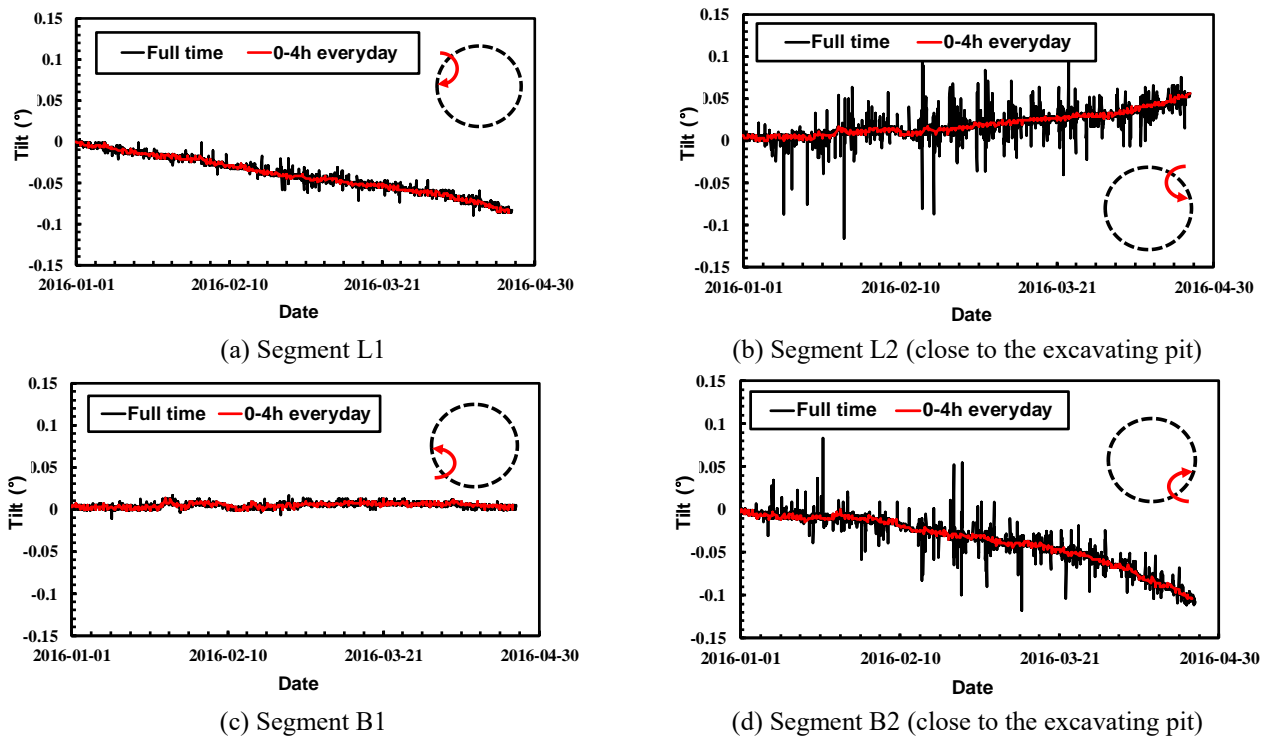 0.15
0.1
0.05
0
-0.05
-0.1
-0.15
Tilt (°)
Full time 0-4h everyday
2016-01-01 2016-02-10 2016-03-21 2016-04-30
Date
(a) Segment L1
0.15
0.1
0.05
0
-0.05
-0.1
-0.15
Tilt (°)
Full time 0-4h everyday
2016-01-01 2016-02-10 2016-03-21 2016-04-30
Date
(b) Segment L2 (close to the excavating pit)
0.15
0.1
0.05
0
-0.05
-0.1
-0.15
Tilt (°)
Full time 0-4h everyday
2016-01-01 2016-02-10 2016-03-21 2016-04-30
Date
(c) Segment B1
0.15
0.1
0.05
0
-0.05
-0.1
-0.15
Tilt (°)
Full time 0-4h everyday
2016-01-01 2016-02-10 2016-03-21 2016-04-30
Date
(d) Segment B2 (close to the excavating pit)